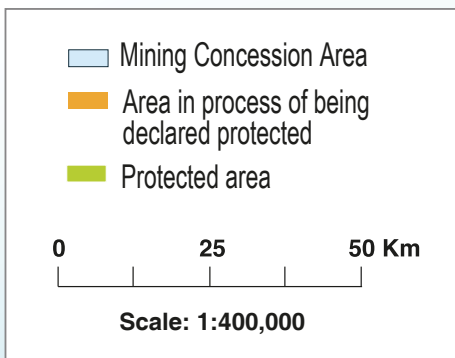 Mining Concession Area
Area in process of being
declared protected
Protected area
0 25 50 Km
Scale: 1:400,000